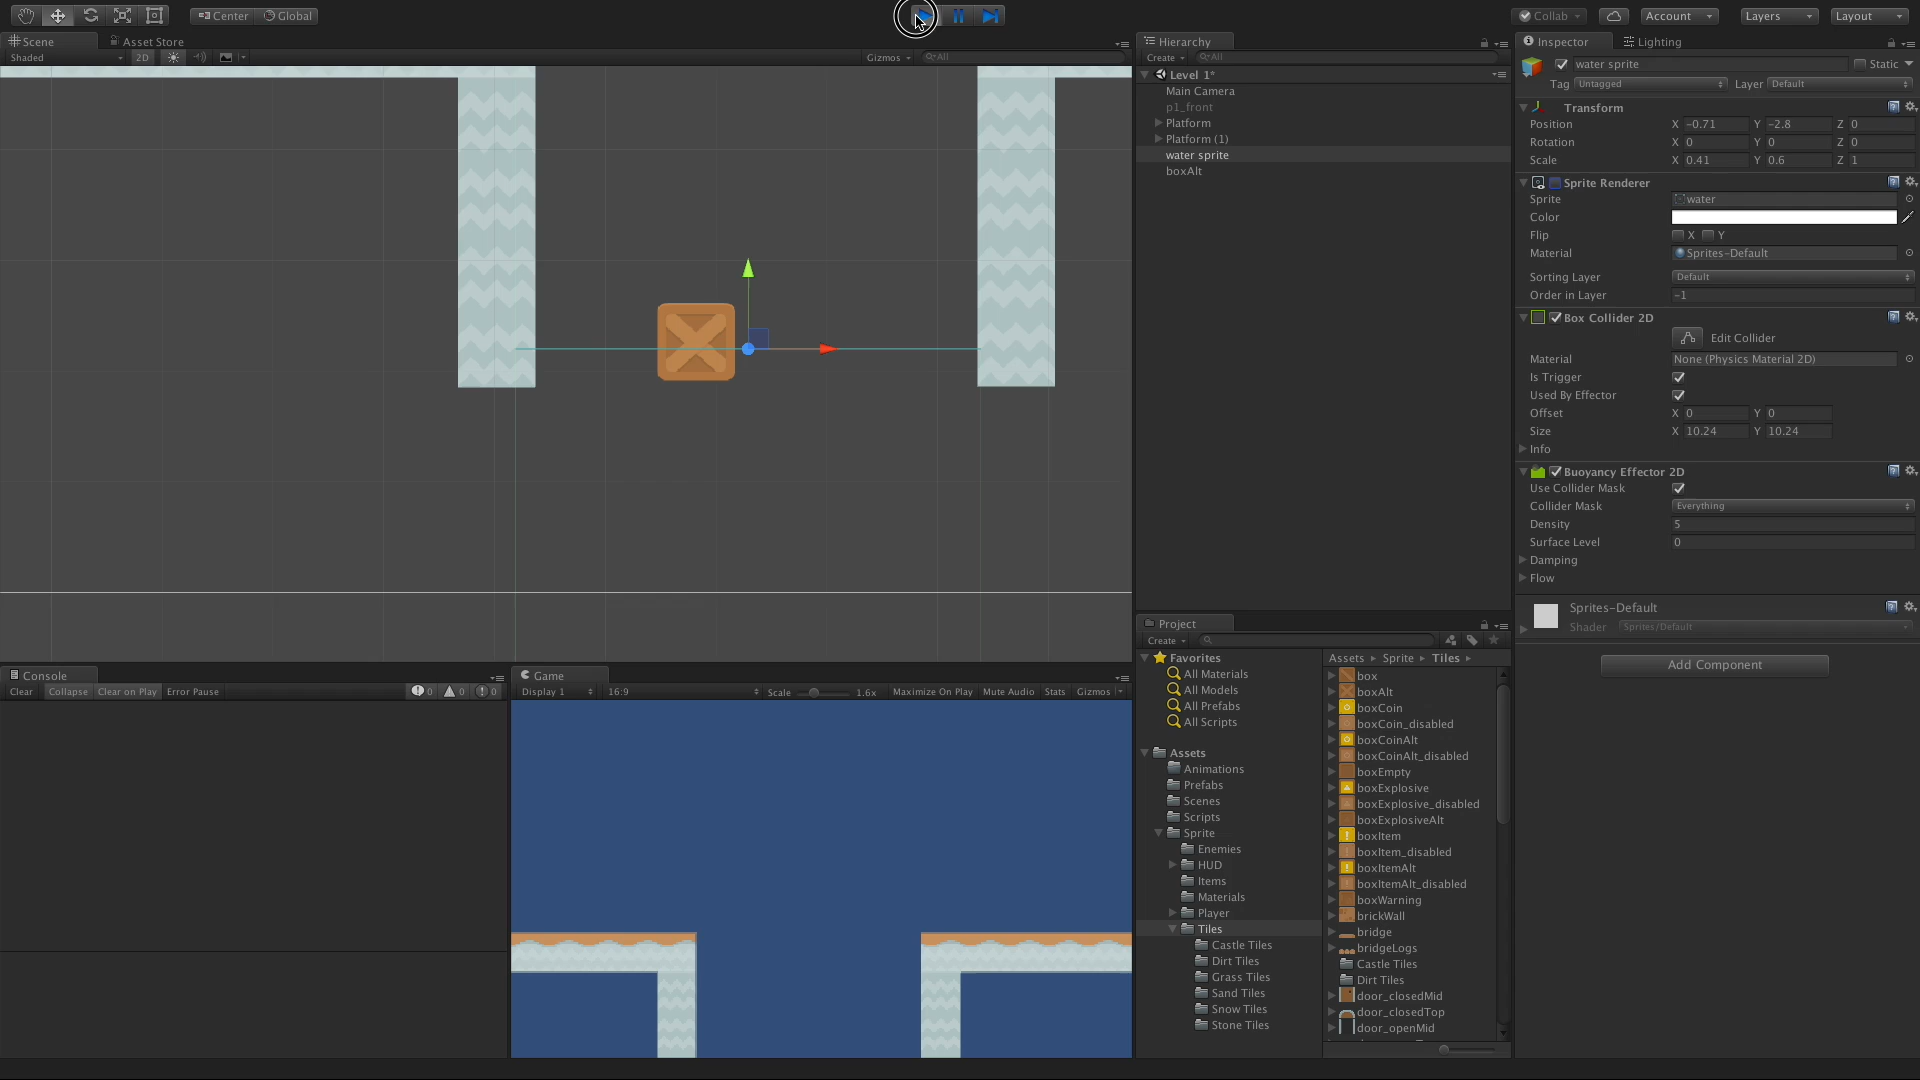 Center
Global
Collab
Account
Layers
Layout
Scene
Asset Store
Shaded
2D
Gizmos
All
Hierarchy
Create
All
Level 1*
Main Camera
p1_front
Platform
Platform (1)
water sprite
boxAlt
Inspector
Lighting
water sprite
Static
Tag Untagged
Layer Default
Transform
Position X -0.71 Y -2.8 Z 0
Rotation X 0 Y 0 Z 0
Scale X 0.41 Y 0.6 Z 1
Sprite Renderer
Sprite water
Color
Flip X Y
Material Sprites-Default
Sorting Layer Default
Order in Layer -1
Box Collider 2D
Edit Collider
Material None (Physics Material 2D)
Is Trigger
Used By Effector
Offset X 0 Y 0
Size X 10.24 Y 10.24
Info
Buoyancy Effector 2D
Use Collider Mask
Collider Mask Everything
Density 5
Surface Level 0
Damping
Flow
Sprites-Default
Shader Sprites/Default
Add Component
Console
Clear
Collapse
Clear on Play
Error Pause
0
0
0
Game
Display 1
16:9
Scale 1.6x
Maximize On Play
Mute Audio
Stats
Gizmos
Project
Create
Favorites
All Materials
All Models
All Prefabs
All Scripts
Assets
Animations
Prefabs
Scenes
Scripts
Sprite
Enemies
HUD
Items
Materials
Player
Tiles
Castle Tiles
Dirt Tiles
Grass Tiles
Sand Tiles
Snow Tiles
Stone Tiles
Assets Sprite Tiles
box
boxAlt
boxCoin
boxCoin_disabled
boxCoinAlt
boxCoinAlt_disabled
boxEmpty
boxExplosive
boxExplosive_disabled
boxExplosiveAlt
boxItem
boxItem_disabled
boxItemAlt
boxItemAlt_disabled
boxWarning
brickWall
bridge
bridgeLogs
Castle Tiles
Dirt Tiles
door_closedMid
door_closedTop
door_openMid